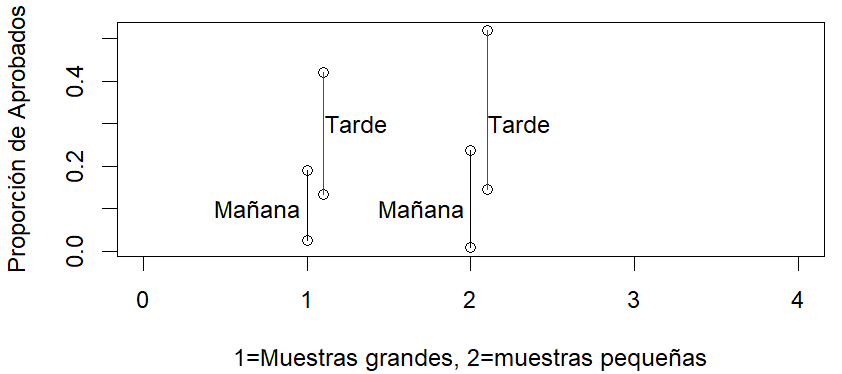 Proporción de Aprobados
0.4
0.2
0.0
Tarde
Tarde
Mañana
Mañana
0 1 2 3 4
1=Muestras grandes, 2=muestras pequeñas